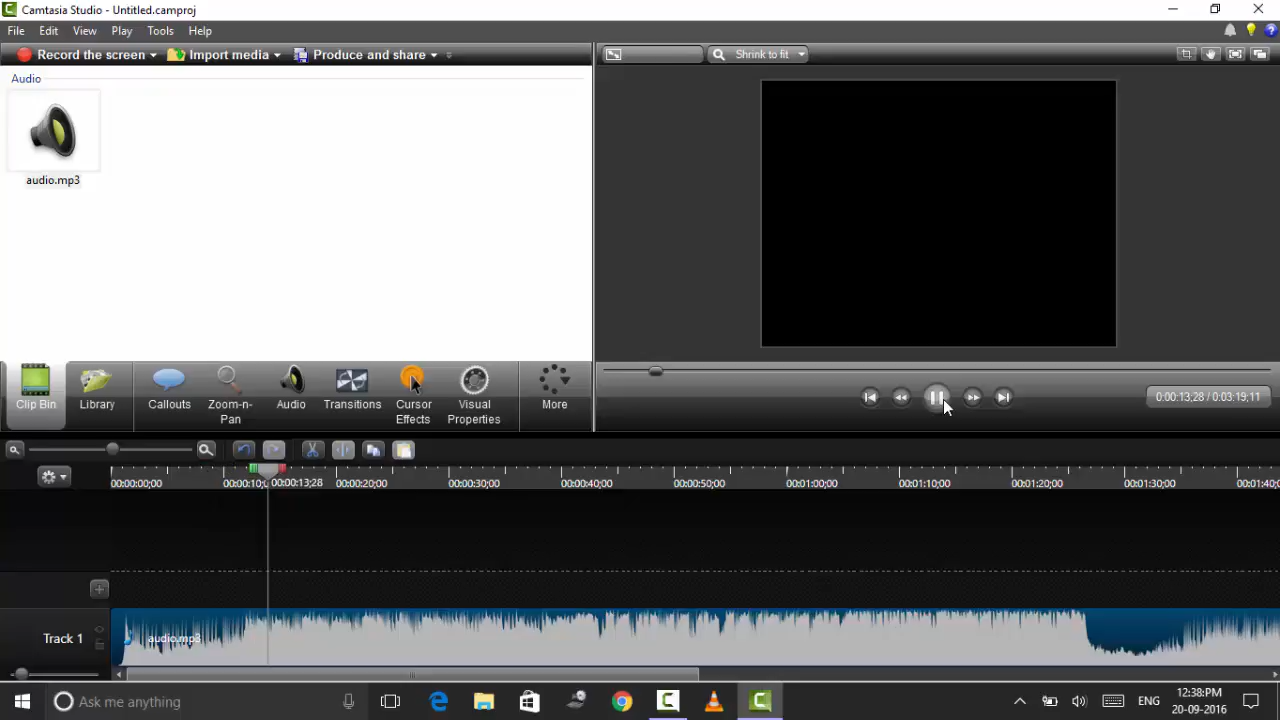 Camtasia Studio - Untitled.camproj
File Edit View Play Tools Help
Record the screen Import media Produce and share
Shrink to fit
Audio
audio.mp3
Clip Bin
Library
Callouts
Zoom-n-Pan
Audio
Transitions
Cursor Effects
Visual Properties
More
0:00:13;28 / 0:03:19;11
00:00:00;00 00:00:10; 00:00:13;28 00:00:20;00 00:00:30;00 00:00:40;00 00:00:50;00 00:01:00;00 00:01:10;00 00:01:20;00 00:01:30;00 00:01:40;0
Track 1
audio.mp3
Ask me anything
ENG
12:38 PM
20-09-2016